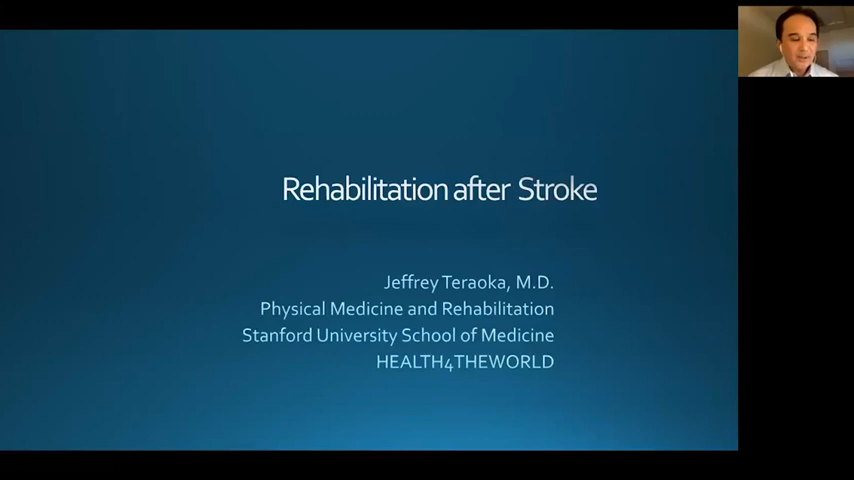 Rehabilitation after Stroke
Jeffrey Teraoka, M.D.
Physical Medicine and Rehabilitation
Stanford University School of Medicine
HEALTH4THEWORLD